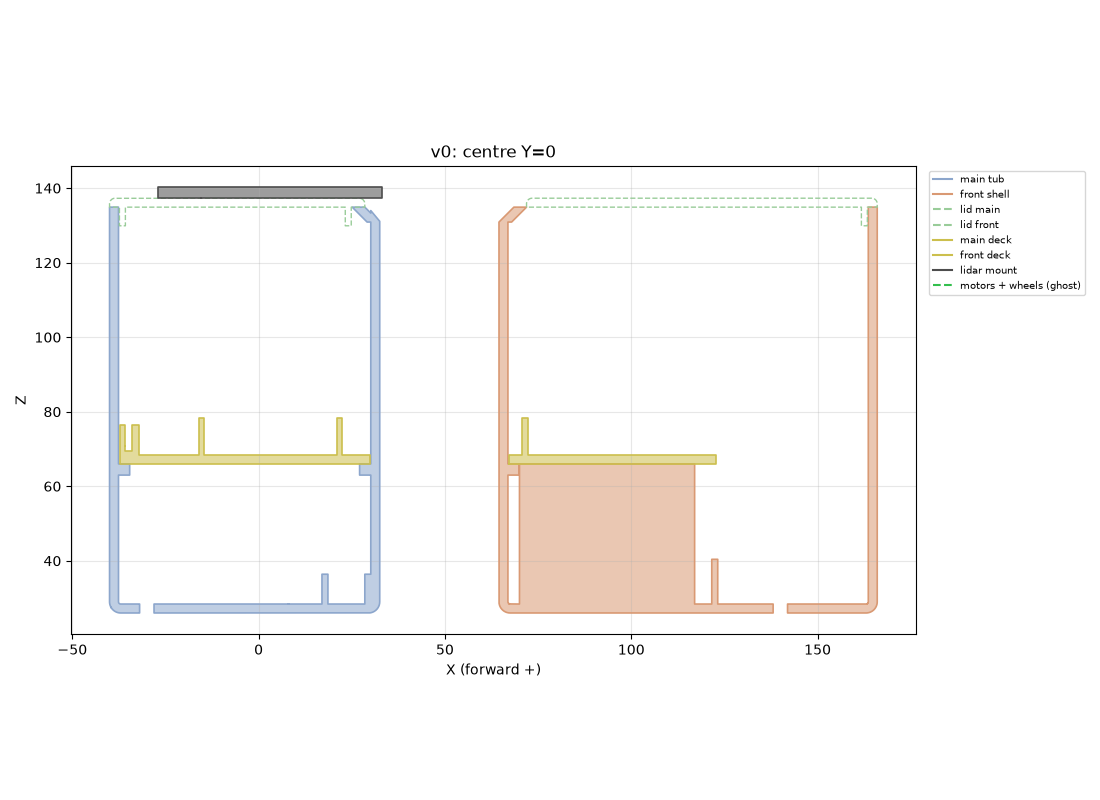 v0: centre Y=0
140
120
100
80
60
40
Z
−50
0
50
100
150
X (forward +)
main tub
front shell
lid main
lid front
main deck
front deck
lidar mount
motors + wheels (ghost)